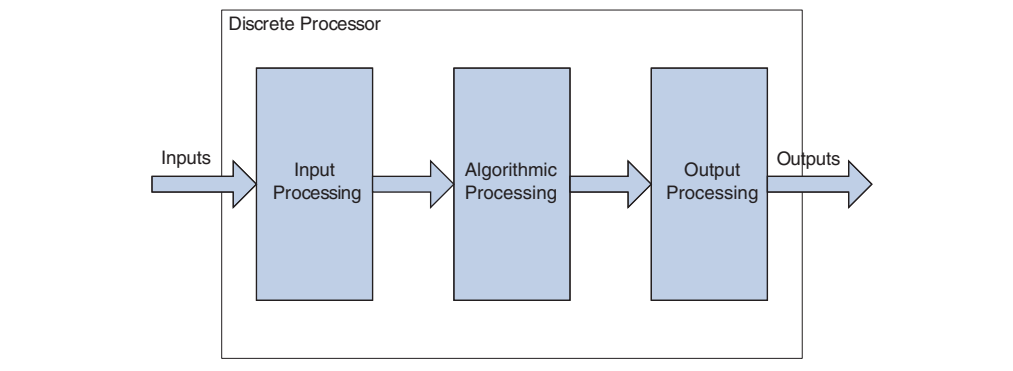 Discrete Processor
Inputs
Input
Processing
Algorithmic
Processing
Output
Processing
Outputs